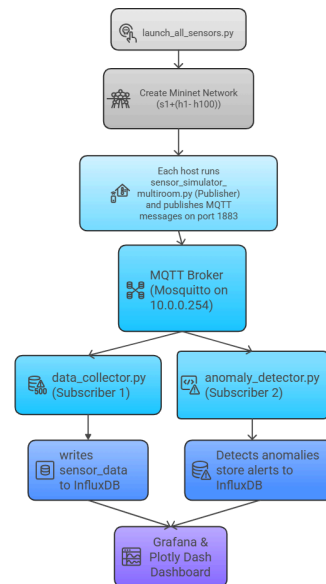 launch_all_sensors.py
Create Mininet Network
(s1+(h1- h100))
Each host runs
sensor_simulator_
multiroom.py (Publisher)
and publishes MQTT
messages on port 1883
MQTT Broker
(Mosquitto on
10.0.0.254)
500
data_collector.py
(Subscriber 1)
anomaly_detector.py
(Subscriber 2)
writes
sensor_data
to InfluxDB
Detects anomalies
store alerts to
InfluxDB
Grafana &
Plotly Dash
Dashboard